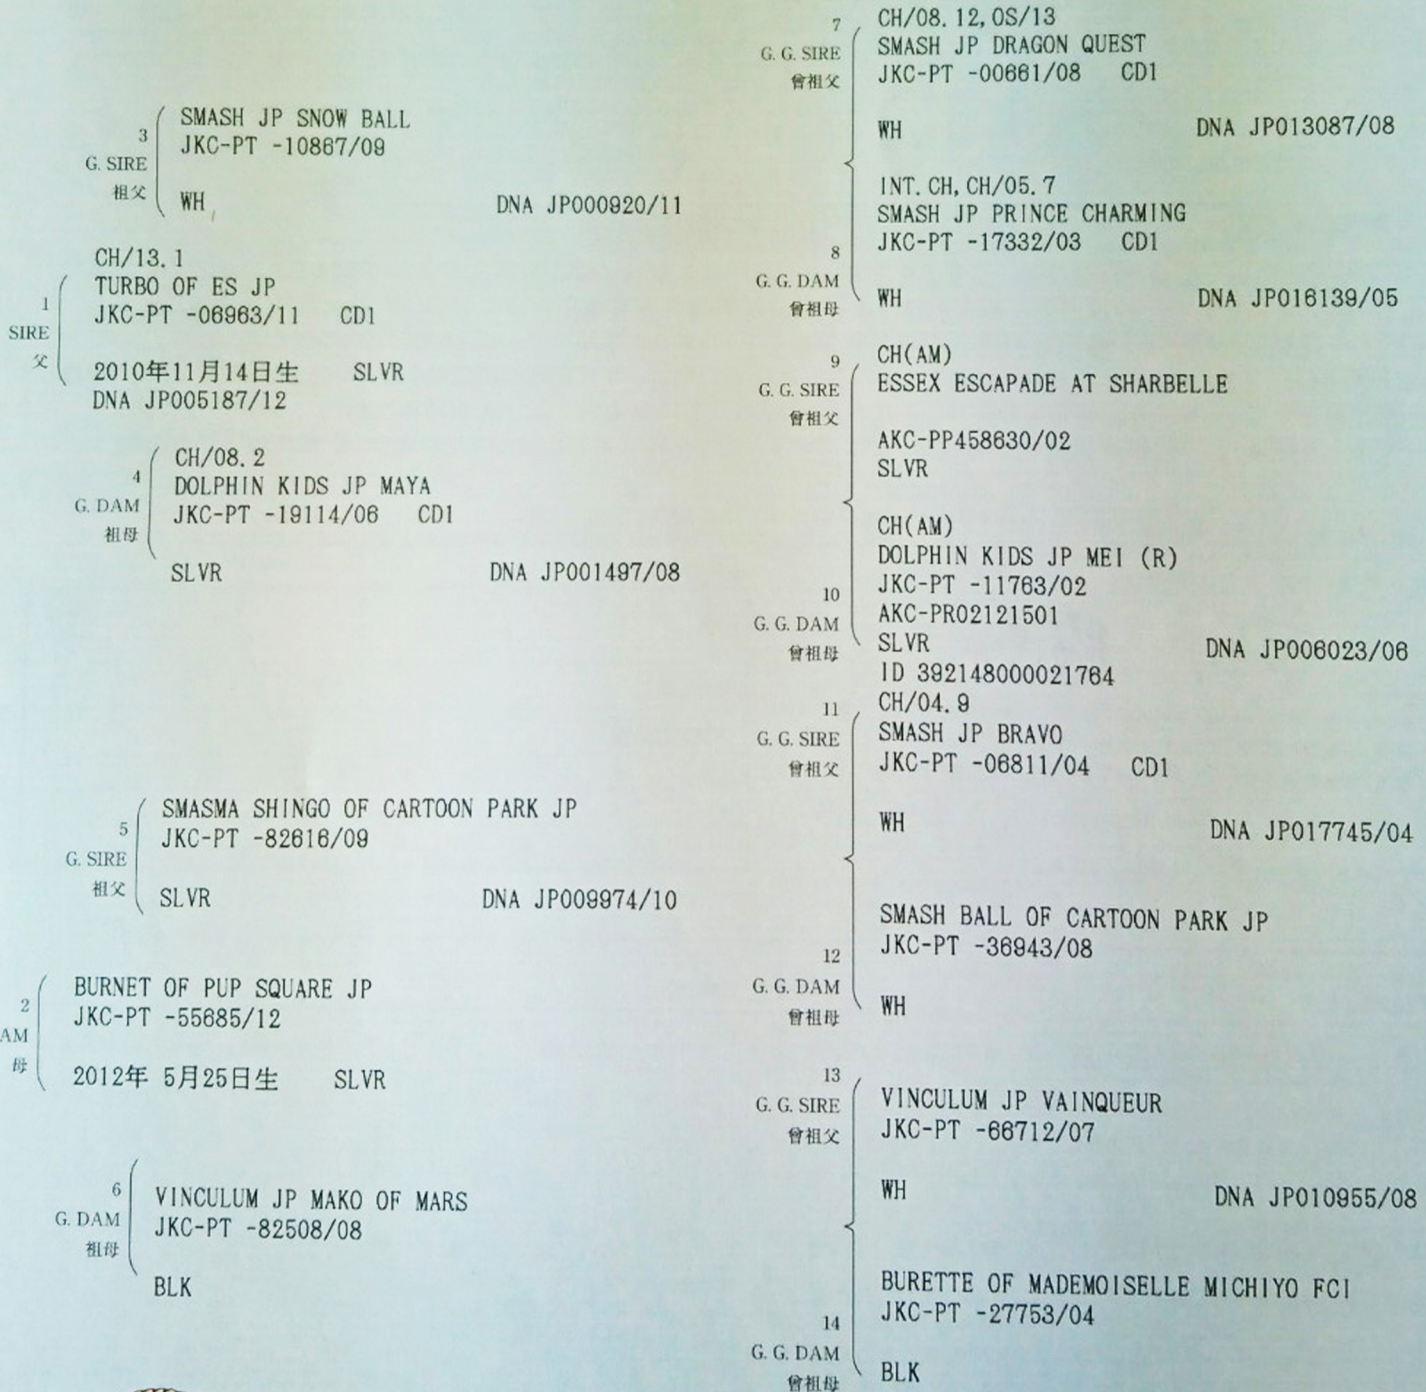 1
SIRE
父
CH/13.1
TURBO OF ES JP
JKC-PT -06963/11 CD1
2010年11月14日生 SLVR
DNA JP005187/12
2
AM
母
BURNET OF PUP SQUARE JP
JKC-PT -55685/12
2012年 5月25日生 SLVR
3
G. SIRE
祖父
SMASH JP SNOW BALL
JKC-PT -10867/09
WH DNA JP000920/11
4
G. DAM
祖母
CH/08.2
DOLPHIN KIDS JP MAYA
JKC-PT -19114/06 CD1
SLVR DNA JP001497/08
5
G. SIRE
祖父
SMASMA SHINGO OF CARTOON PARK JP
JKC-PT -82616/09
SLVR DNA JP009974/10
6
G. DAM
祖母
VINCULUM JP MAKO OF MARS
JKC-PT -82508/08
BLK
7
G. G. SIRE
曾祖父
CH/08.12,OS/13
SMASH JP DRAGON QUEST
JKC-PT -00661/08 CD1
WH DNA JP013087/08
8
G. G. DAM
曾祖母
INT.CH,CH/05.7
SMASH JP PRINCE CHARMING
JKC-PT -17332/03 CD1
WH DNA JP016139/05
9
G. G. SIRE
曾祖父
CH(AM)
ESSEX ESCAPADE AT SHARBELLE
AKC-PP458630/02
SLVR
10
G. G. DAM
曾祖母
CH(AM)
DOLPHIN KIDS JP MEI (R)
JKC-PT -11763/02
AKC-PR02121501
SLVR DNA JP006023/06
ID 392148000021764
11
G. G. SIRE
曾祖父
CH/04.9
SMASH JP BRAVO
JKC-PT -06811/04 CD1
WH DNA JP017745/04
12
G. G. DAM
曾祖母
SMASH BALL OF CARTOON PARK JP
JKC-PT -36943/08
WH
13
G. G. SIRE
曾祖父
VINCULUM JP VAINQUEUR
JKC-PT -66712/07
WH DNA JP010955/08
14
G. G. DAM
曾祖母
BURETTE OF MADEMOISELLE MICHIYO FCI
JKC-PT -27753/04
BLK